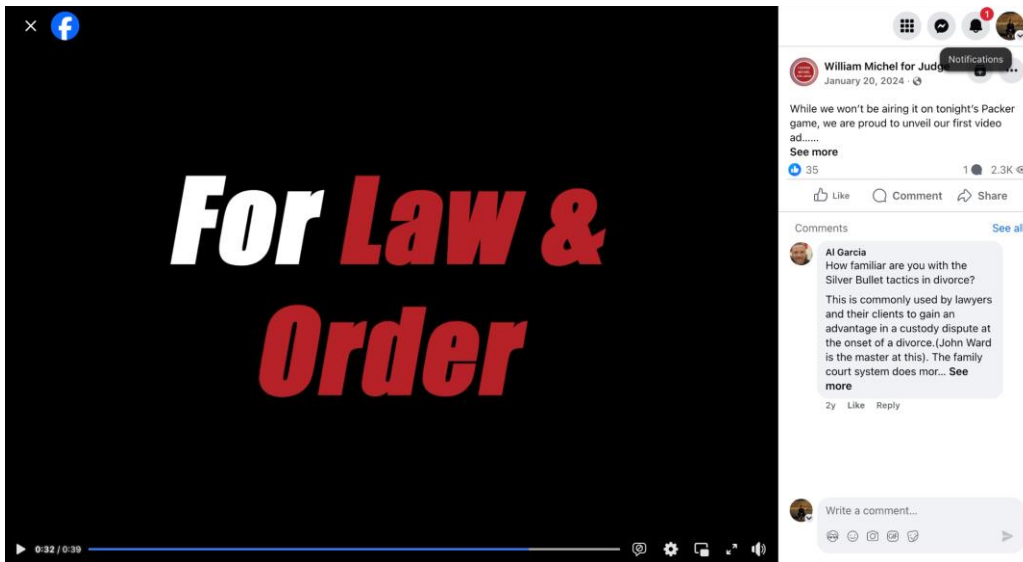 For Law &
Order
0:32 / 0:39
1
Notifications
William Michel for Judge
January 20, 2024 ·
While we won't be airing it on tonight's Packer
game, we are proud to unveil our first video
ad......
See more
35
1
2.3K
Like
Comment
Share
Comments
See all
Al Garcia
How familiar are you with the
Silver Bullet tactics in divorce?
This is commonly used by lawyers
and their clients to gain an
advantage in a custody dispute at
the onset of a divorce.(John Ward
is the master at this). The family
court system does mor... See
more
2y Like Reply
Write a comment...
GIF